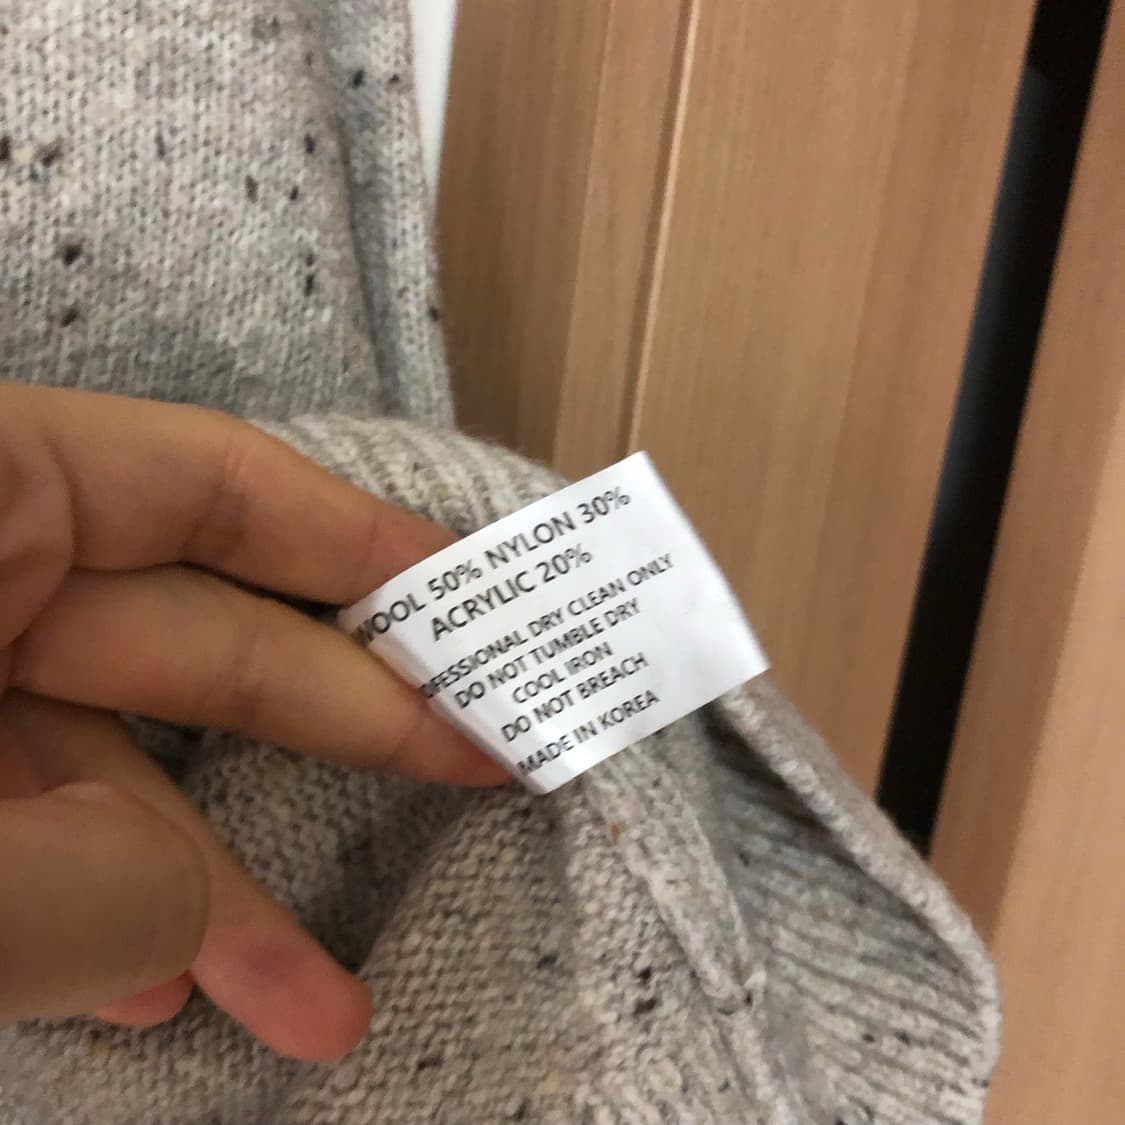 WOOL 50% NYLON 30%
ACRYLIC 20%
OFESSIONAL DRY CLEAN ONLY
DO NOT TUMBLE DRY
COOL IRON
DO NOT BREACH
MADE IN KOREA